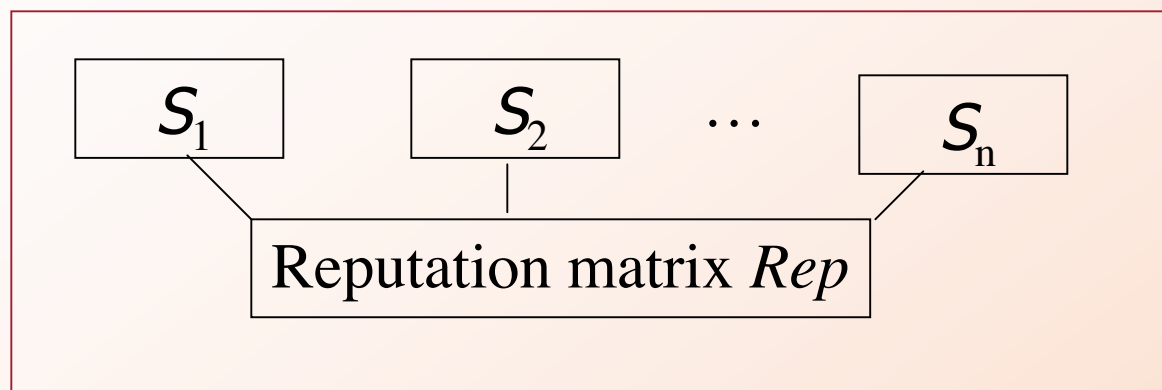 S1 S2 … Sn
Reputation matrix Rep